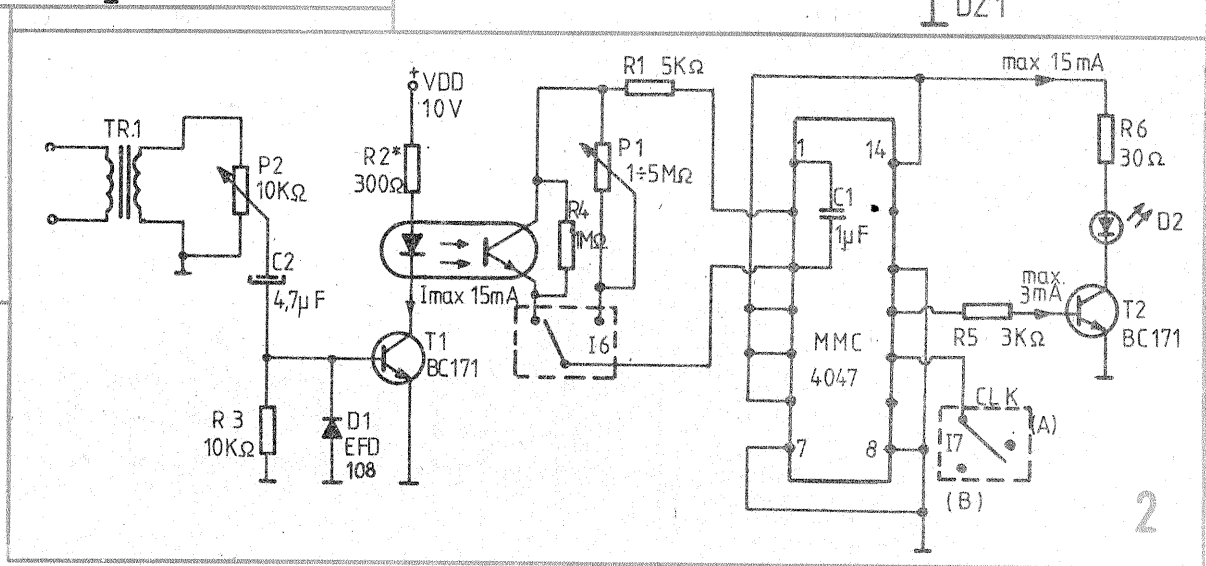 DZ1
TR.1
P2
10KΩ
C2
4,7µF
R3
10KΩ
D1
EFD
108
+
VDD
10V
R2*
300Ω
Imax 15mA
T1
BC171
R4
1MΩ
P1
1÷5MΩ
I6
R1 5KΩ
1
14
C1
1µF
MMC
4047
7
8
max 15mA
R6
30Ω
D2
max.
3mA
R5 3KΩ
T2
BC171
CLK
I7
(A)
(B)
2